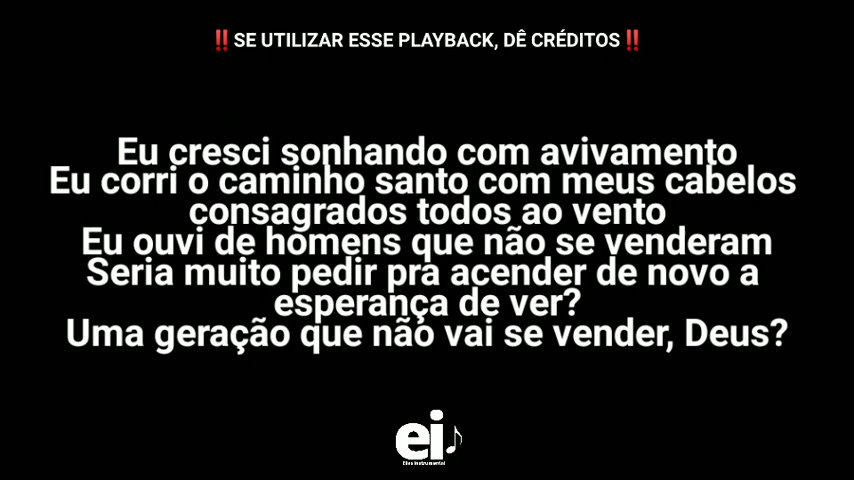 ‼️SE UTILIZAR ESSE PLAYBACK, DÊ CRÉDITOS‼️
Eu cresci sonhando com avivamento
Eu corri o caminho santo com meus cabelos
consagrados todos ao vento
Eu ouvi de homens que não se venderam
Seria muito pedir pra acender de novo a
esperança de ver?
Uma geração que não vai se vender, Deus?
ei